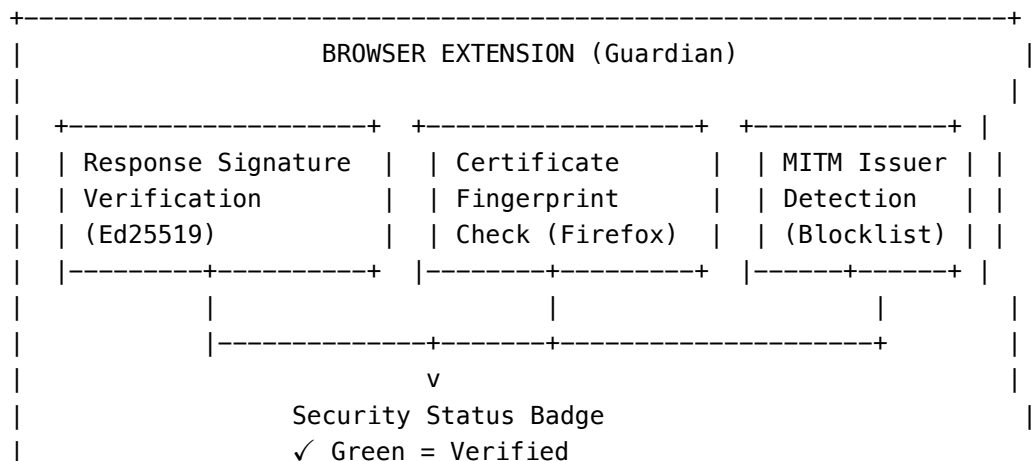 +-------------------------------------------------------------------+
|                     BROWSER EXTENSION (Guardian)                    |
|                                                                    |
|  +--------------------+  +------------------+  +-------------+ |
|  | Response Signature  |  | Certificate      |  | MITM Issuer | |
|  | Verification        |  | Fingerprint      |  | Detection   | |
|  | (Ed25519)           |  | Check (Firefox)  |  | (Blocklist) | |
|  |---------+----------+  |--------+---------+  |------+------+ |
|            |                      |                     |        |
|            |--------------+-------+---------------------+        |
|                           v                                      |
|                  Security Status Badge                            |
|                  ✓ Green = Verified